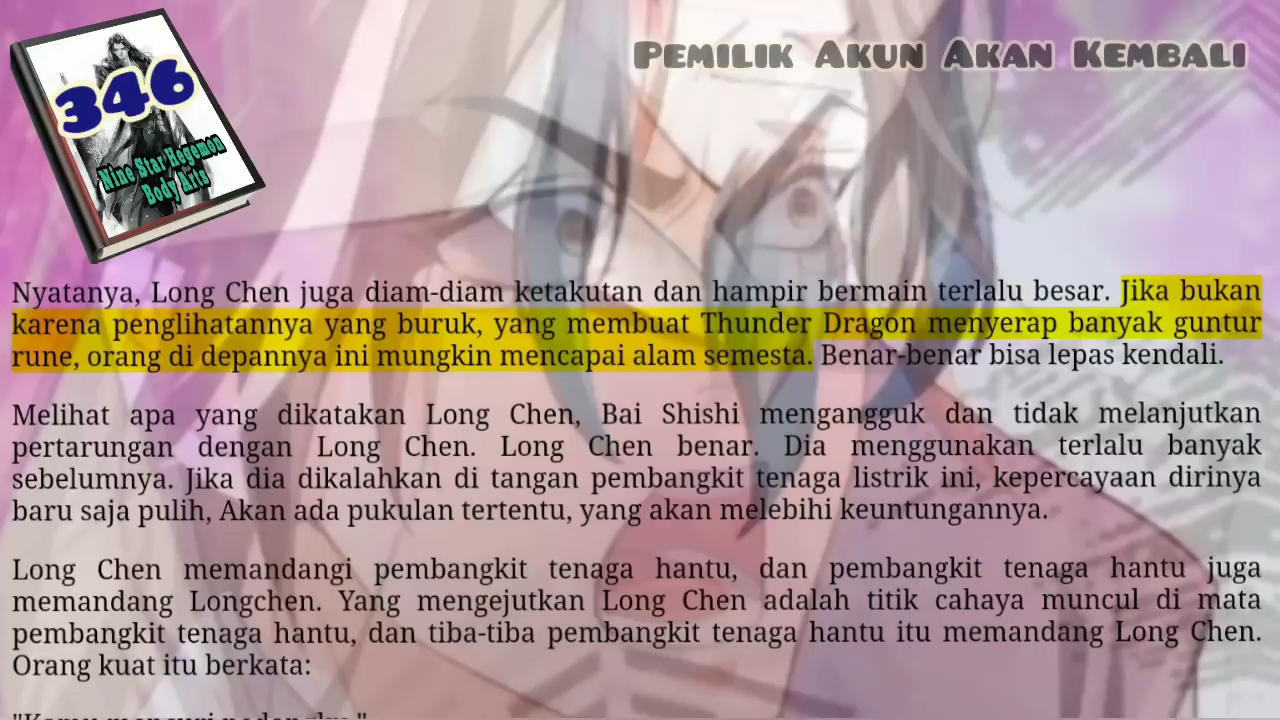 346
Nine Star Hegemon
Body Arts
Pemilik Akun Akan Kembali
Nyatanya, Long Chen juga diam-diam ketakutan dan hampir bermain terlalu besar. Jika bukan
karena penglihatannya yang buruk, yang membuat Thunder Dragon menyerap banyak guntur
rune, orang di depannya ini mungkin mencapai alam semesta. Benar-benar bisa lepas kendali.
Melihat apa yang dikatakan Long Chen, Bai Shishi mengangguk dan tidak melanjutkan
pertarungan dengan Long Chen. Long Chen benar. Dia menggunakan terlalu banyak
sebelumnya. Jika dia dikalahkan di tangan pembangkit tenaga listrik ini, kepercayaan dirinya
baru saja pulih, Akan ada pukulan tertentu, yang akan melebihi keuntungannya.
Long Chen memandangi pembangkit tenaga hantu, dan pembangkit tenaga hantu juga
memandang Longchen. Yang mengejutkan Long Chen adalah titik cahaya muncul di mata
pembangkit tenaga hantu, dan tiba-tiba pembangkit tenaga hantu itu memandang Long Chen.
Orang kuat itu berkata: